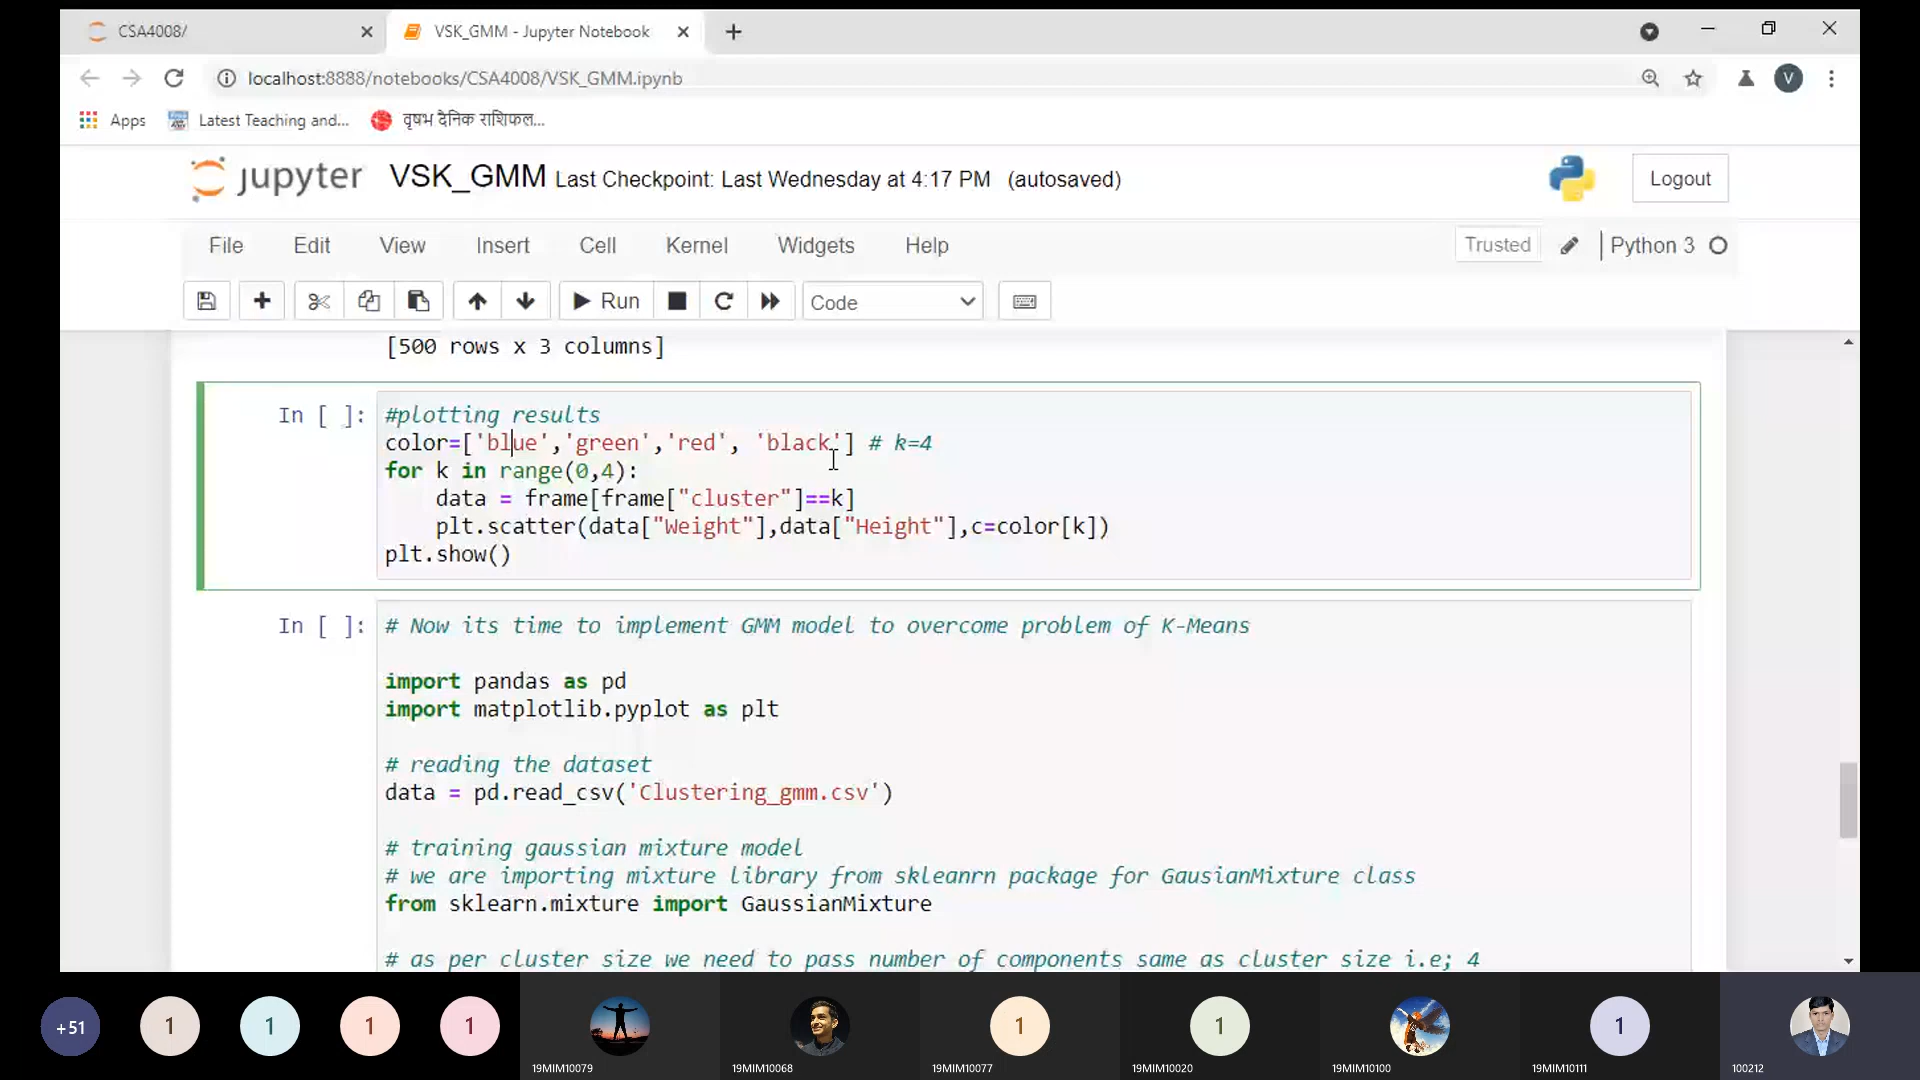 CSA4008/
VSK_GMM - Jupyter Notebook
localhost:8888/notebooks/CSA4008/VSK_GMM.ipynb
V
Apps
Latest Teaching and...
वृषभ दैनिक राशिफल...
jupyter
VSK_GMM Last Checkpoint: Last Wednesday at 4:17 PM (autosaved)
Logout
File Edit View Insert Cell Kernel Widgets Help
Trusted
Python 3
Run
Code
[500 rows x 3 columns]
In [ ]:
#plotting results
color=['blue','green','red', 'black'] # k=4
for k in range(0,4):
    data = frame[frame["cluster"]==k]
    plt.scatter(data["Weight"],data["Height"],c=color[k])
plt.show()
In [ ]:
# Now its time to implement GMM model to overcome problem of K-Means
import pandas as pd
import matplotlib.pyplot as plt
# reading the dataset
data = pd.read_csv('Clustering_gmm.csv')
# training gaussian mixture model
# we are importing mixture library from skleanrn package for GausianMixture class
from sklearn.mixture import GaussianMixture
# as per cluster size we need to pass number of components same as cluster size i.e; 4
+51
1
1
1
1
19MIM10079
19MIM10068
1
19MIM10077
1
19MIM10020
19MIM10100
1
19MIM10111
100212